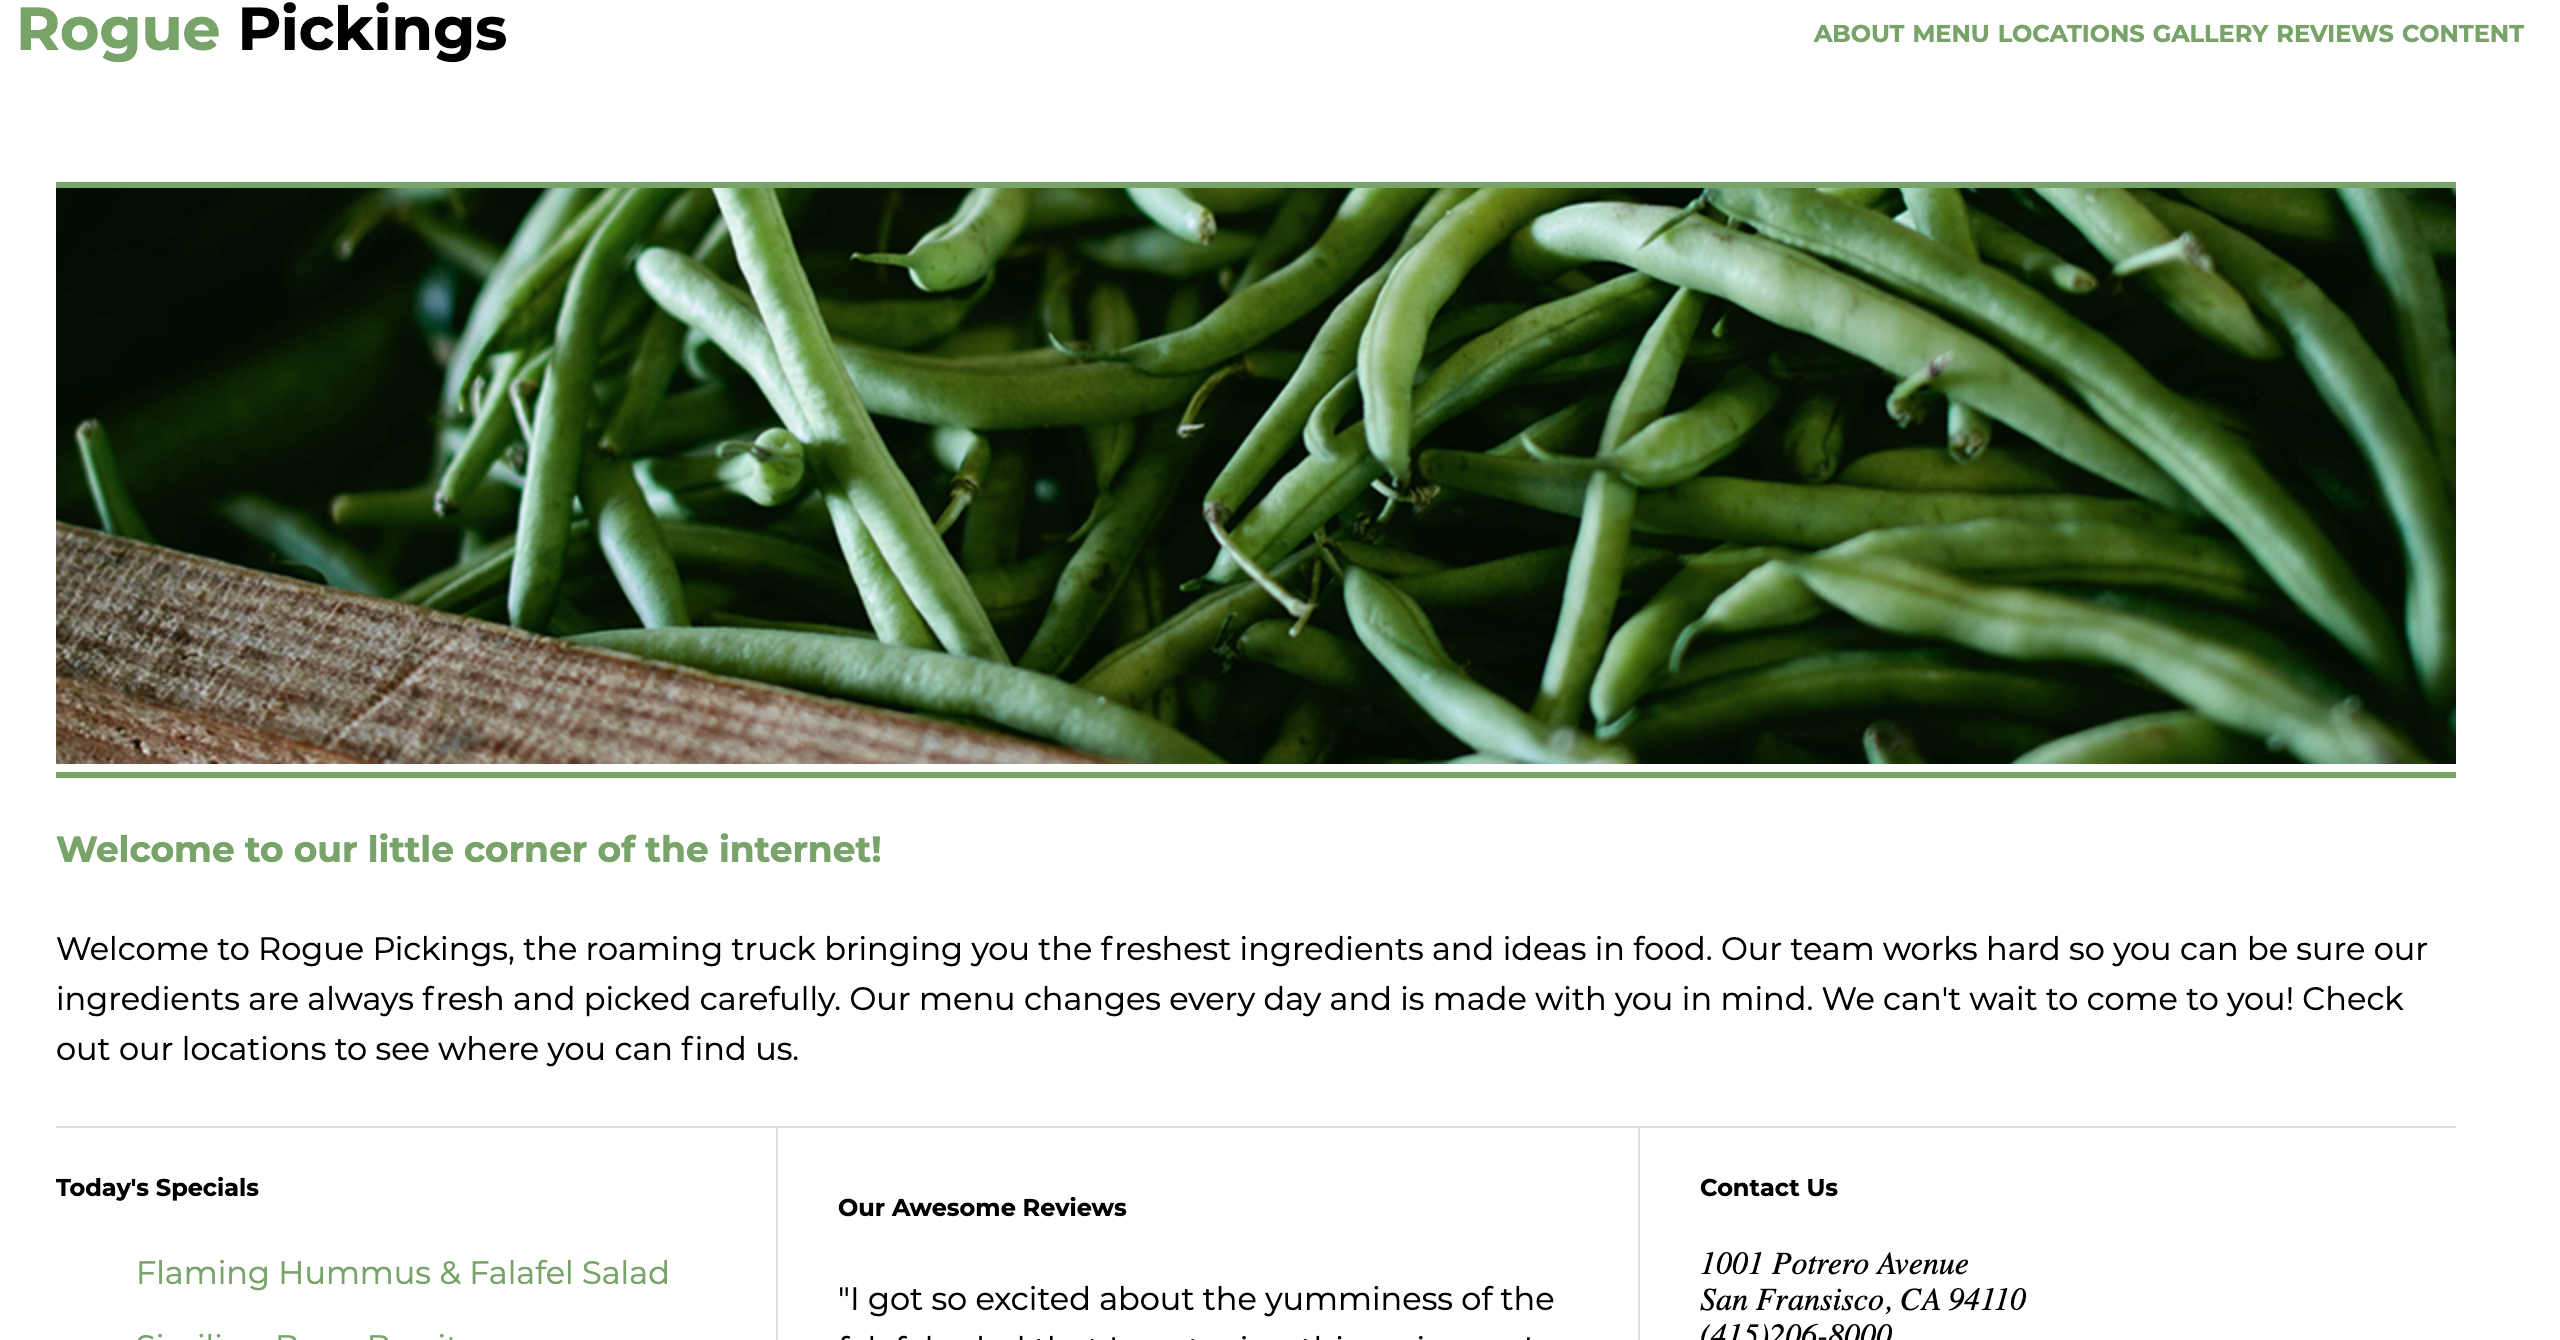 Rogue Pickings
ABOUT MENU LOCATIONS GALLERY REVIEWS CONTENT
Welcome to our little corner of the internet!
Welcome to Rogue Pickings, the roaming truck bringing you the freshest ingredients and ideas in food. Our team works hard so you can be sure our
ingredients are always fresh and picked carefully. Our menu changes every day and is made with you in mind. We can't wait to come to you! Check
out our locations to see where you can find us.
Today's Specials
Flaming Hummus & Falafel Salad
Our Awesome Reviews
"I got so excited about the yumminess of the
Contact Us
1001 Potrero Avenue
San Fransisco, CA 94110
(415)206-8000